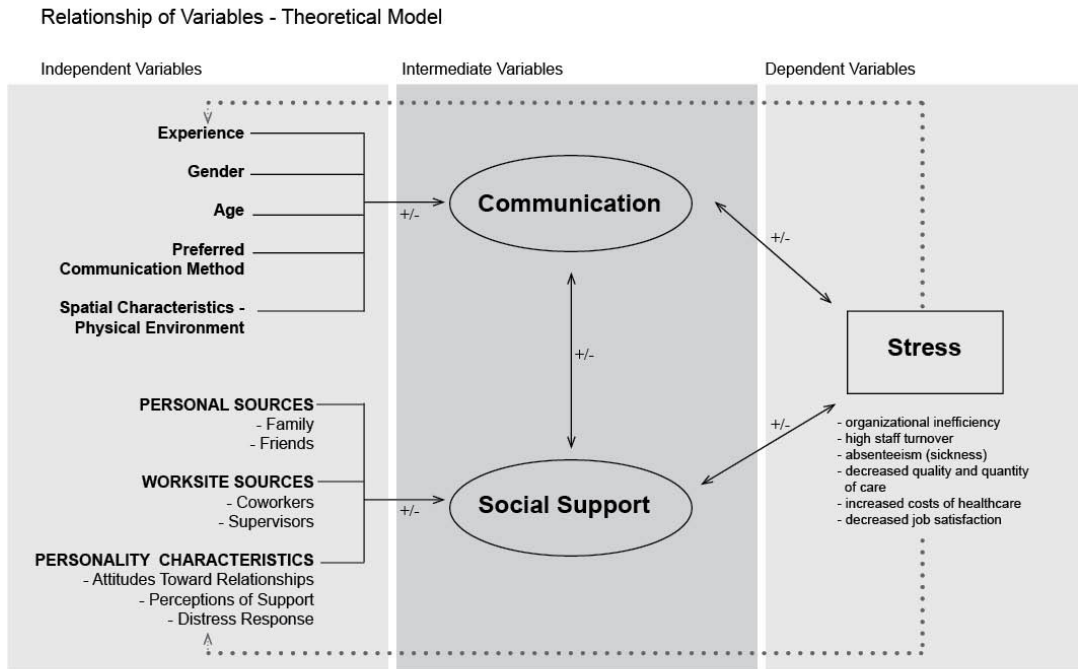 Relationship of Variables - Theoretical Model
Independent Variables
Intermediate Variables
Dependent Variables
Experience
Gender
Age
Preferred
Communication Method
Spatial Characteristics -
Physical Environment
+/-
Communication
+/-
+/-
Stress
PERSONAL SOURCES
- Family
- Friends
WORKSITE SOURCES
- Coworkers
- Supervisors
PERSONALITY CHARACTERISTICS
- Attitudes Toward Relationships
- Perceptions of Support
- Distress Response
+/-
Social Support
+/-
- organizational inefficiency
- high staff turnover
- absenteeism (sickness)
- decreased quality and quantity
of care
- increased costs of healthcare
- decreased job satisfaction